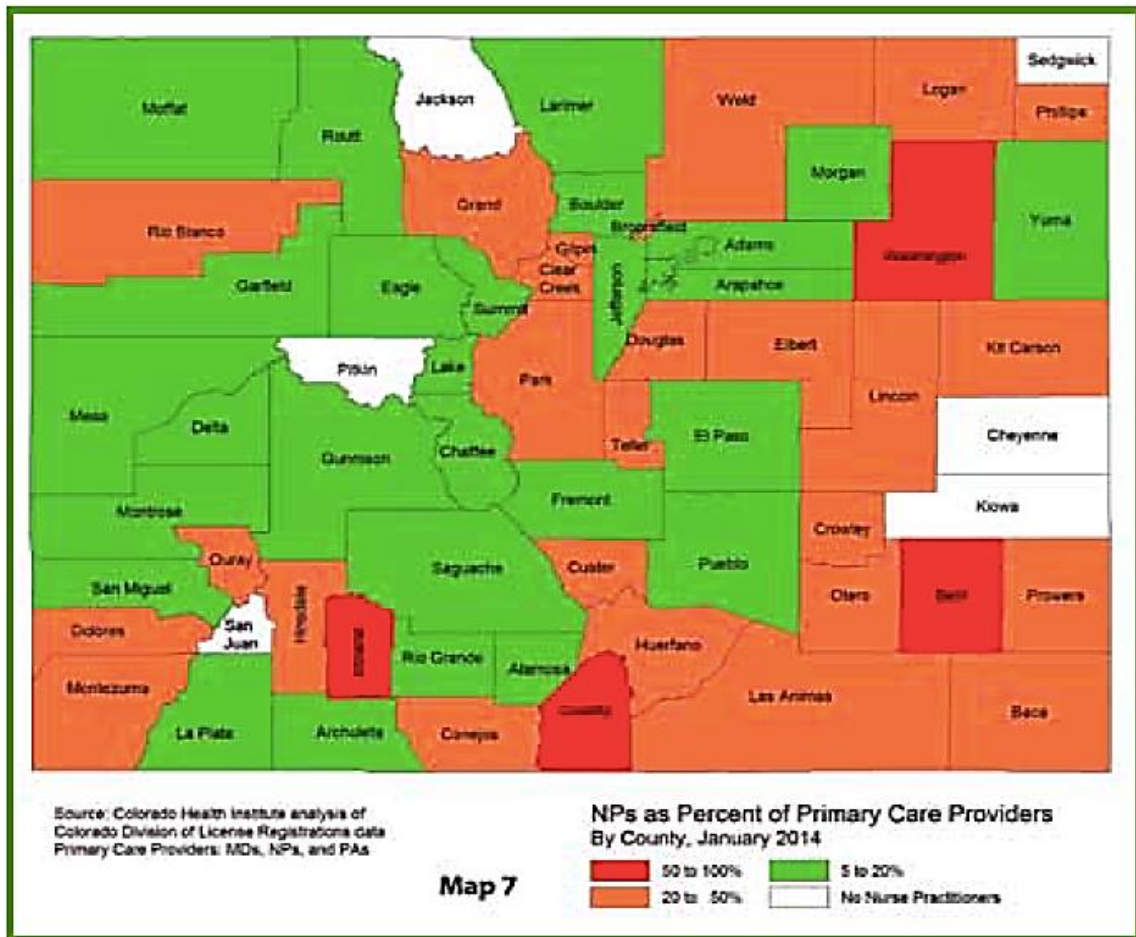 Sedgwick
Jackson
Logan
Moffat
Larimer
Weld
Phillips
Routt
Morgan
Grand
Boulder
Yuma
Rio Blanco
Broomfield
Adams
Gilpin
Washington
Clear
Creek
Garfield
Eagle
Arapahoe
Jefferson
Summit
Douglas
Elbert
Kit Carson
Pitkin
Lake
Park
Lincoln
Mesa
Delta
El Paso
Cheyenne
Teller
Chaffee
Gunnison
Fremont
Kiowa
Montrose
Crowley
Ouray
Saguache
Custer
Pueblo
San Miguel
Otero
Bent
Prowers
Hinsdale
San
Juan
Dolores
Huerfano
Rio Grande
Alamosa
Montezuma
Las Animas
Baca
La Plata
Archuleta
Conejos
Source: Colorado Health Institute analysis of
Colorado Division of License Registrations data
Primary Care Providers: MDs, NPs, and PAs
Map 7
NPs as Percent of Primary Care Providers
By County, January 2014
50 to 100%
5 to 20%
20 to 50%
No Nurse Practitioners